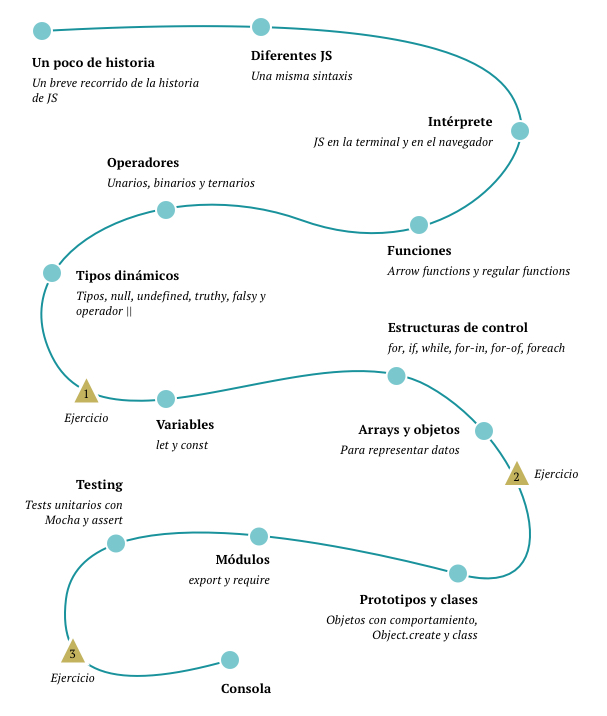 Un poco de historia
Un breve recorrido de la historia
de JS
Diferentes JS
Una misma sintaxis
Intérprete
JS en la terminal y en el navegador
Funciones
Arrow functions y regular functions
Operadores
Unarios, binarios y ternarios
Tipos dinámicos
Tipos, null, undefined, truthy, falsy y
operador ||
1
Ejercicio
Variables
let y const
Estructuras de control
for, if, while, for-in, for-of, foreach
Arrays y objetos
Para representar datos
2
Ejercicio
Prototipos y clases
Objetos con comportamiento,
Object.create y class
Módulos
export y require
Testing
Tests unitarios con
Mocha y assert
3
Ejercicio
Consola